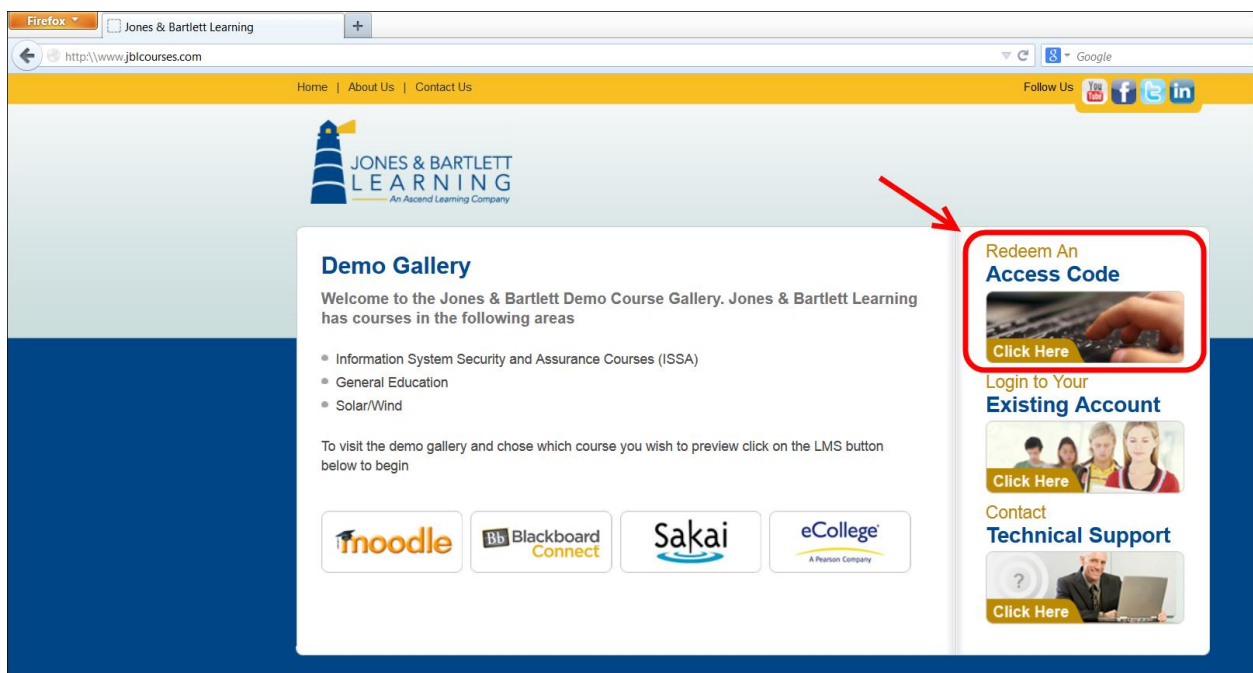 Firefox
Jones & Bartlett Learning
+
http:\\www.jblcourses.com
8
Google
Home | About Us | Contact Us
Follow Us
You
Tube
f
t
in
JONES & BARTLETT
LEARNING
An Ascend Learning Company
Demo Gallery
Welcome to the Jones & Bartlett Demo Course Gallery. Jones & Bartlett Learning
has courses in the following areas
Information System Security and Assurance Courses (ISSA)
General Education
Solar/Wind
To visit the demo gallery and chose which course you wish to preview click on the LMS button
below to begin
moodle
Bb Blackboard
Connect
Sakai
eCollege
A Pearson Company
Redeem An
Access Code
Click Here
Login to Your
Existing Account
Click Here
Contact
Technical Support
?
Click Here